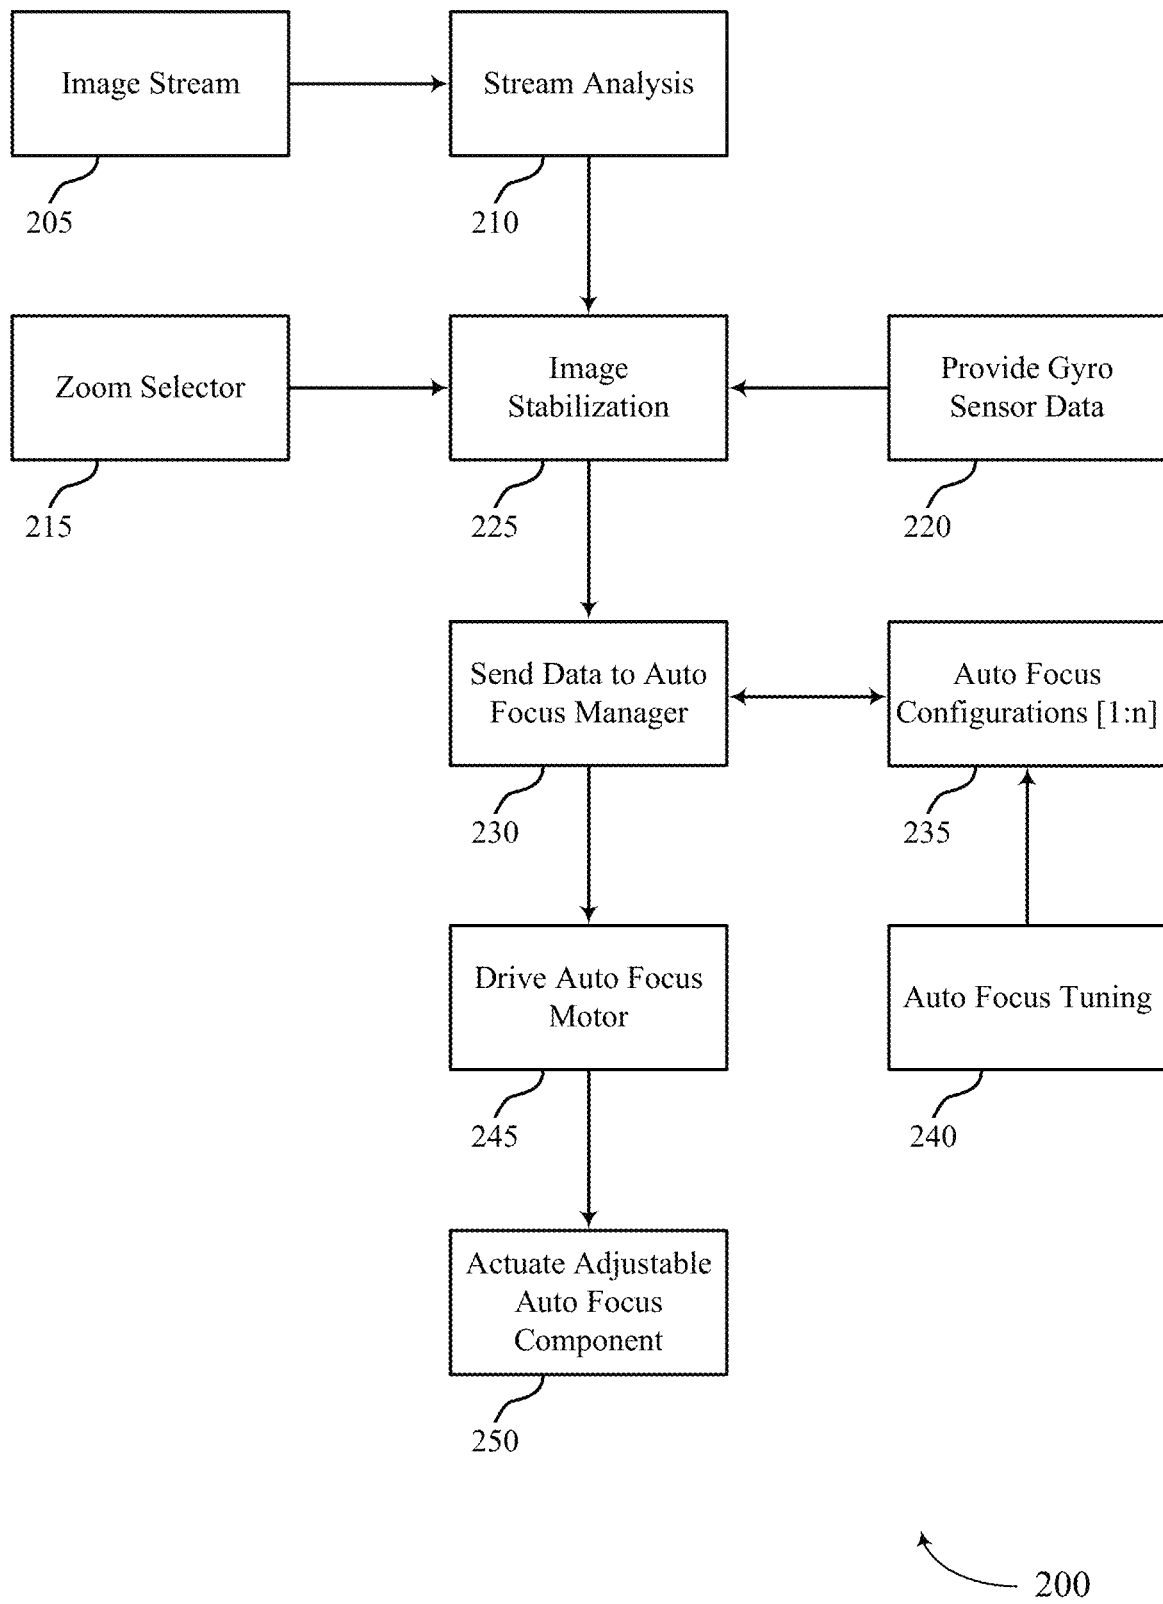 Image Stream
Stream Analysis
205
210
Zoom Selector
Image
Stabilization
Provide Gyro
Sensor Data
215
225
220
Send Data to Auto
Focus Manager
Auto Focus
Configurations [1:n]
230
235
Drive Auto Focus
Motor
Auto Focus Tuning
245
240
Actuate Adjustable
Auto Focus
Component
250
200